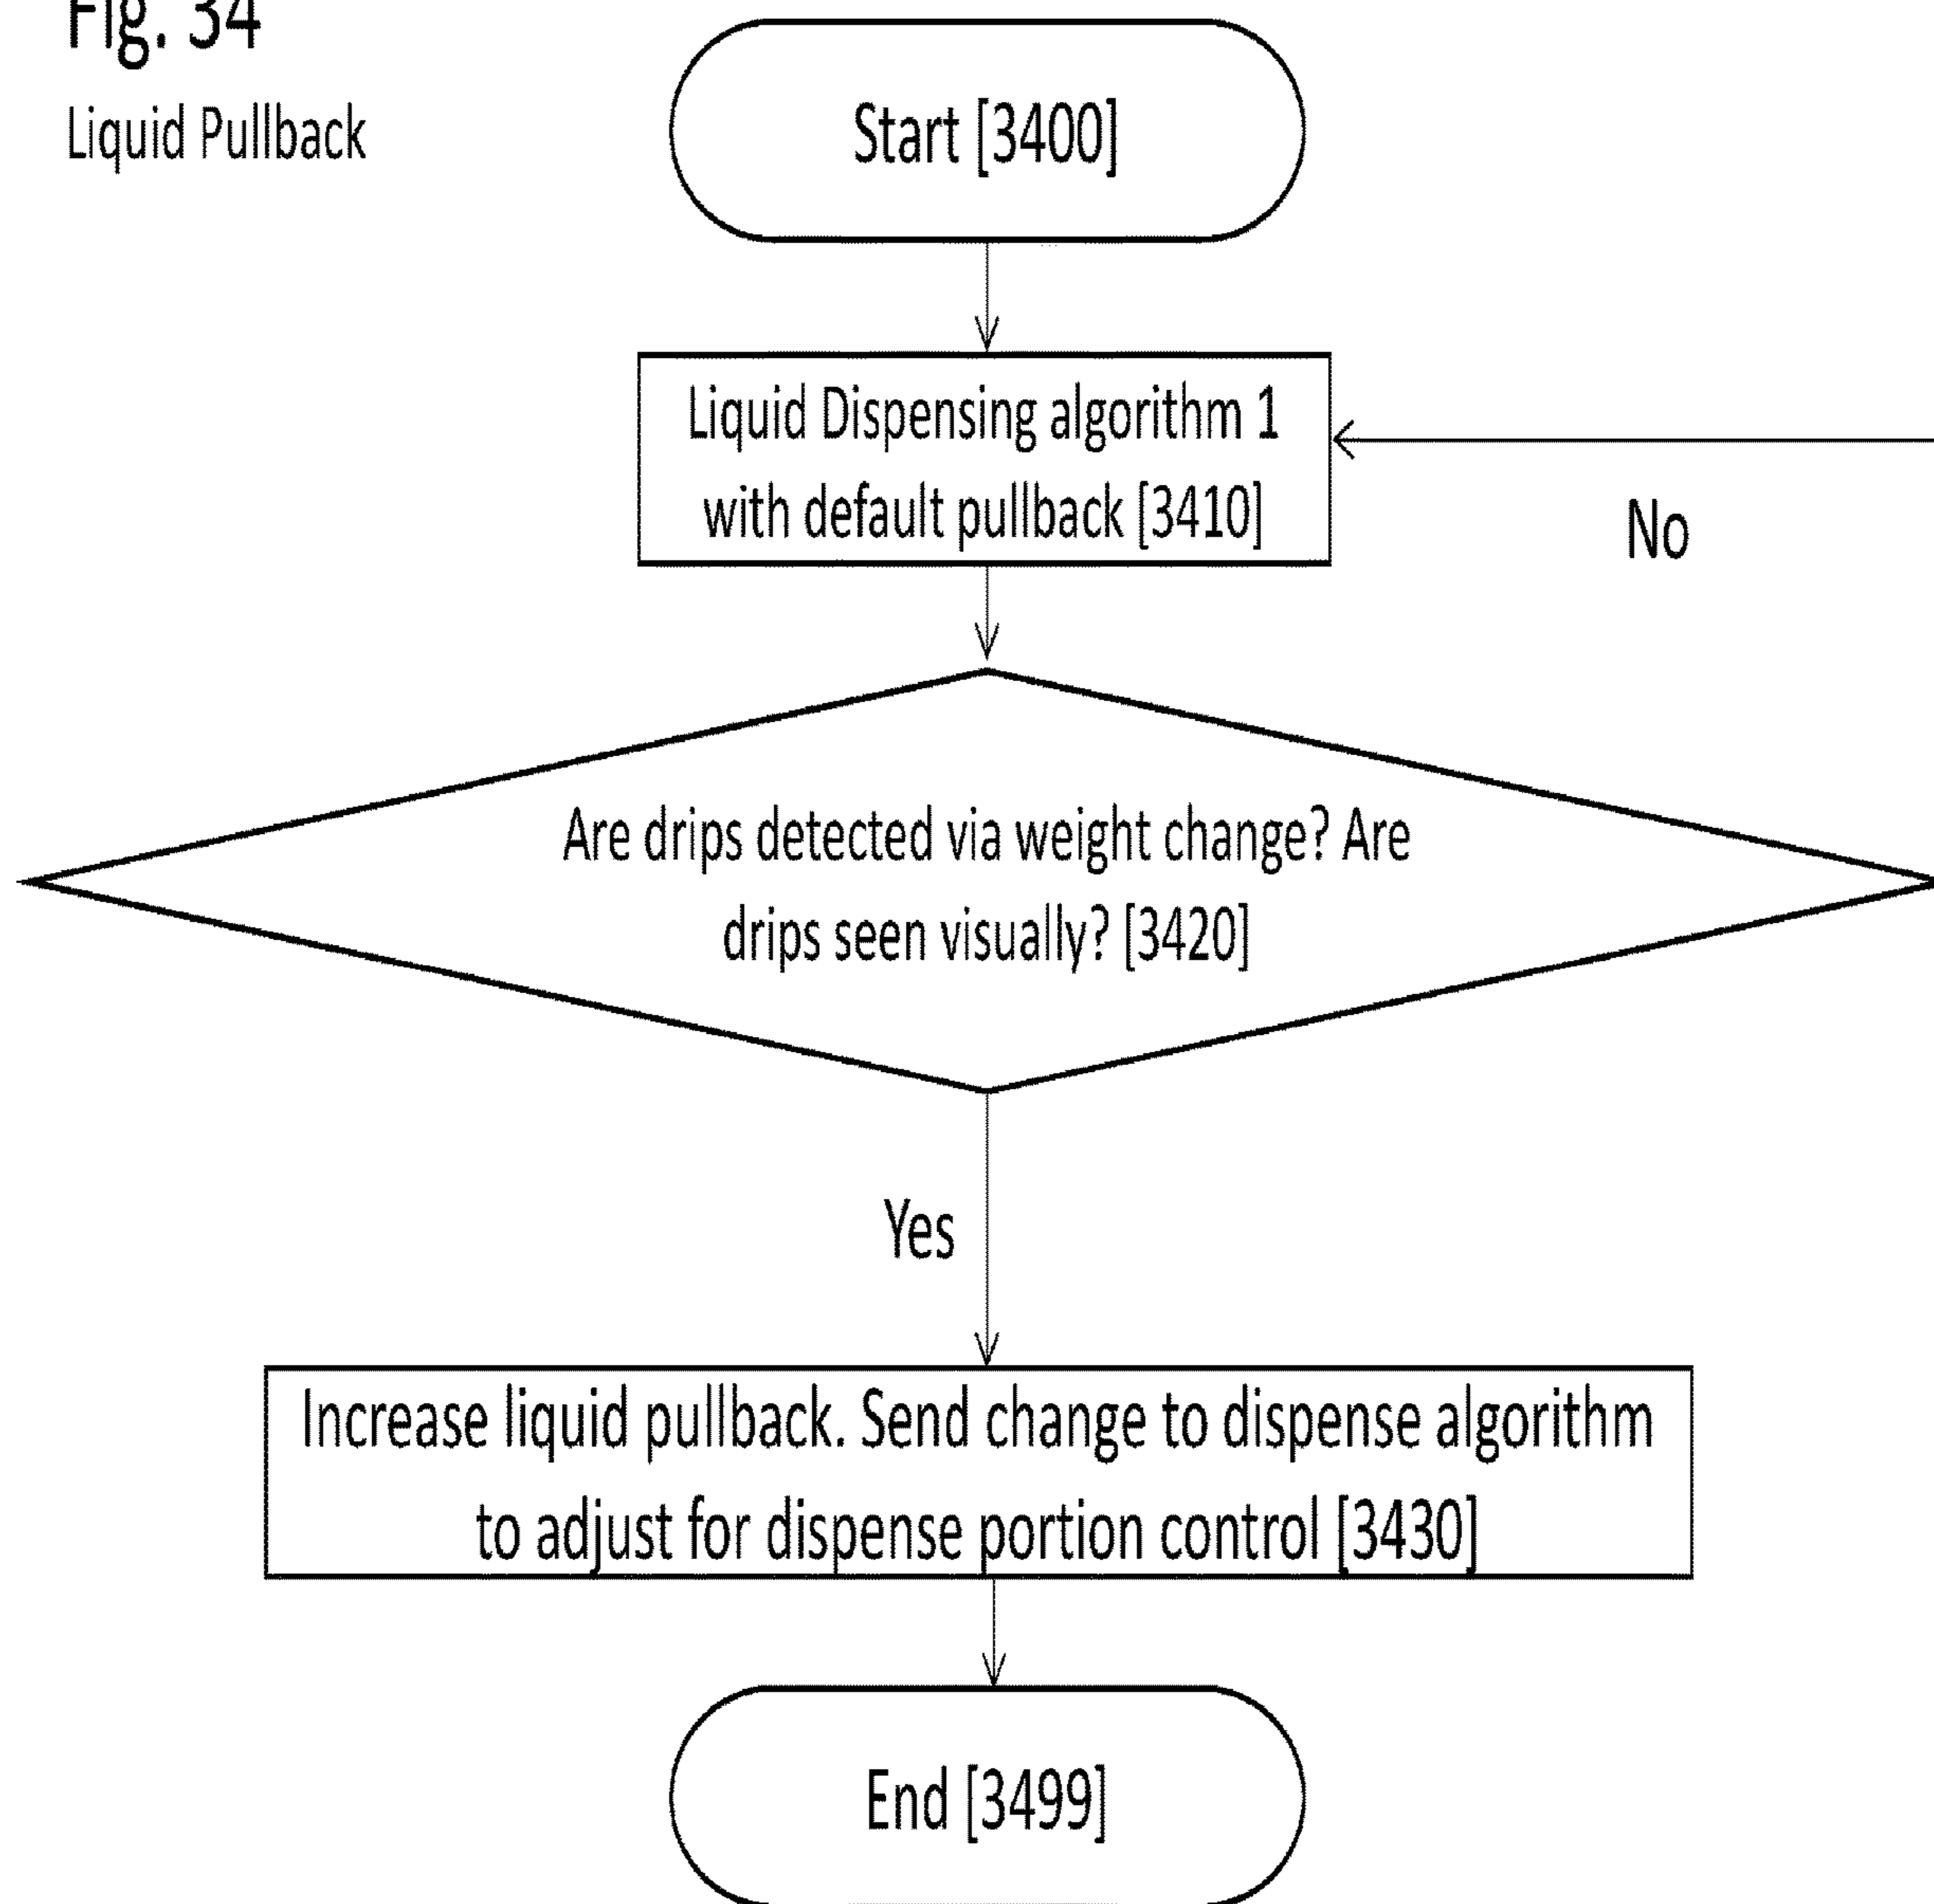 Fig. 34
Liquid Pullback
Start [3400]
Liquid Dispensing algorithm 1
with default pullback [3410]
No
Are drips detected via weight change? Are
drips seen visually? [3420]
Yes
Increase liquid pullback. Send change to dispense algorithm
to adjust for dispense portion control [3430]
End [3499]